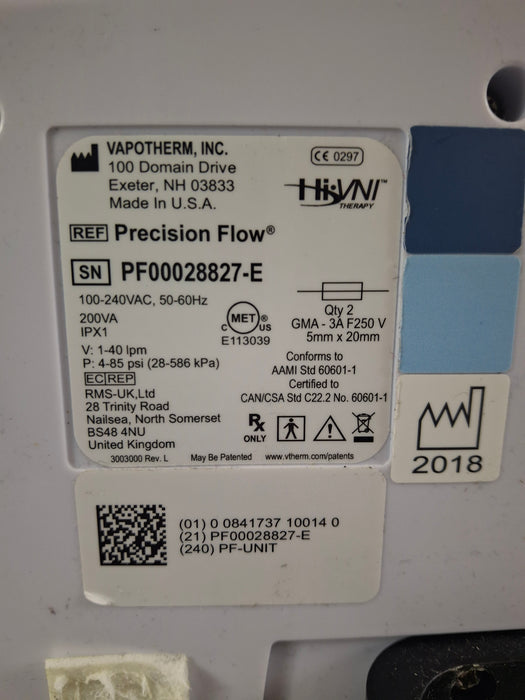 VAPOTHERM, INC.
100 Domain Drive
Exeter, NH 03833
Made In U.S.A.
CE 0297
Hi-VNI™
THERAPY
REF Precision Flow®
SN PF00028827-E
100-240VAC, 50-60Hz
200VA
IPX1
V: 1-40 lpm
P: 4-85 psi (28-586 kPa)
C MET® US
E113039
Qty 2
GMA - 3A F250 V
5mm x 20mm
Conforms to
AAMI Std 60601-1
Certified to
CAN/CSA Std C22.2 No. 60601-1
EC REP
RMS-UK,Ltd
28 Trinity Road
Nailsea, North Somerset
BS48 4NU
United Kingdom
Rx
ONLY
3003000 Rev. L May Be Patented www.vtherm.com/patents
2018
(01) 0 0841737 10014 0
(21) PF00028827-E
(240) PF-UNIT